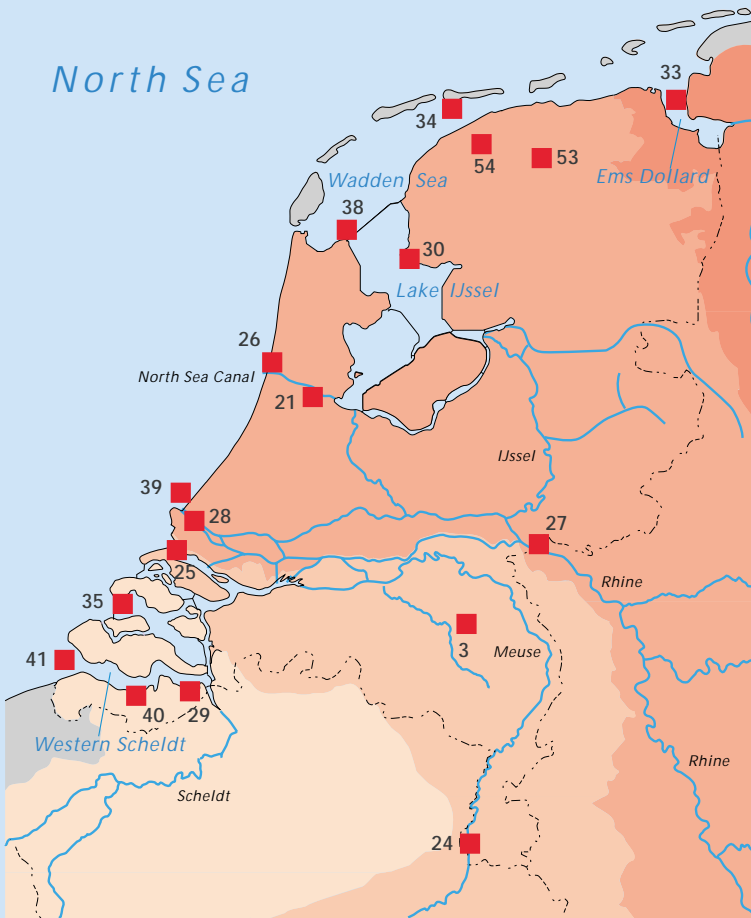 North Sea
33
34
54
53
Ems Dollard
Wadden Sea
38
30
Lake IJssel
26
North Sea Canal
21
IJssel
39
28
27
25
Rhine
35
3
Meuse
41
40
29
Western Scheldt
Rhine
Scheldt
24